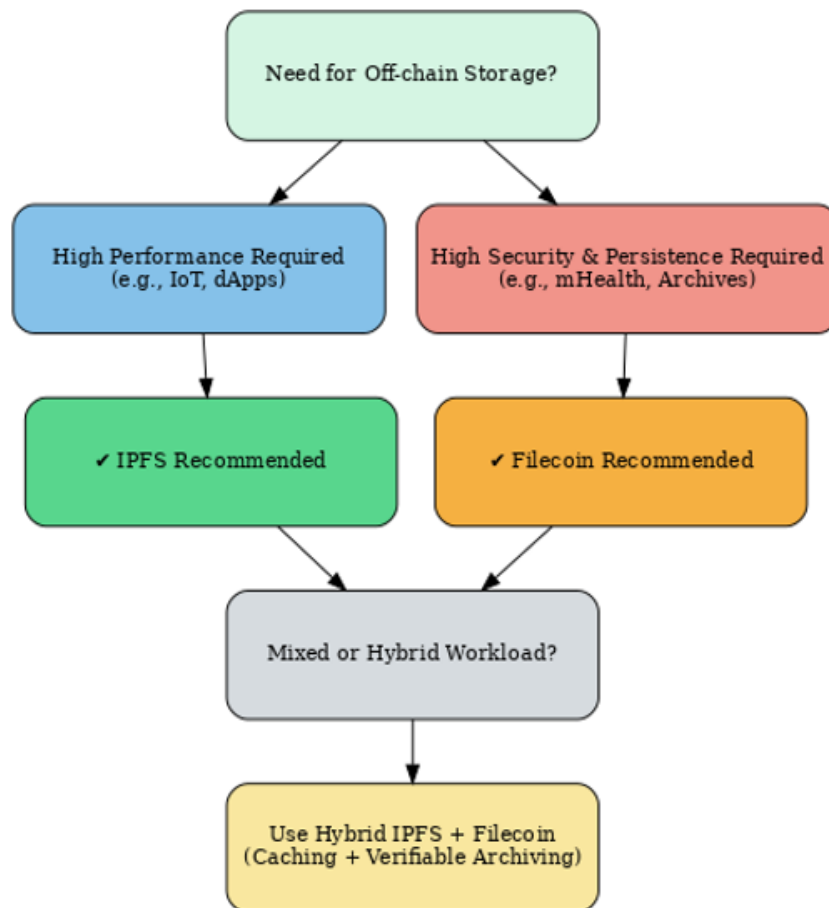 Need for Off-chain Storage?
High Performance Required
(e.g., IoT, dApps)
High Security & Persistence Required
(e.g., mHealth, Archives)
✔ IPFS Recommended
✔ Filecoin Recommended
Mixed or Hybrid Workload?
Use Hybrid IPFS + Filecoin
(Caching + Verifiable Archiving)